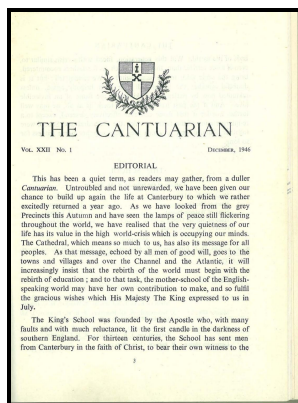 THE CANTUARIAN
VOL. XXII No. 1 DECEMBER, 1946
EDITORIAL
This has been a quiet term, as readers may gather, from a duller
Cantuarian. Untroubled and not unrewarded, we have been given our
chance to build up again the life at Canterbury to which we rather
excitedly returned a year ago. As we have looked from the grey
Precincts this Autumn and have seen the lamps of peace still flickering
throughout the world, we have realised that the very quietness of our
life has its value in the high world-crisis which is occupying our minds.
The Cathedral, which means so much to us, has also its message for all
peoples. As that message, echoed by all men of good will, goes to the
towns and villages and over the Channel and the Atlantic, it will
increasingly insist that the rebirth of the world must begin with the
rebirth of education ; and to that task, the mother-school of the English-
speaking world may have her own contribution to make, and so fulfil
the gracious wishes which His Majesty The King expressed to us in
July.
The King's School was founded by the Apostle who, with many
faults and with much reluctance, lit the first candle in the darkness of
southern England. For thirteen centuries, the School has sent men
from Canterbury in the faith of Christ, to bear their own witness to the
3